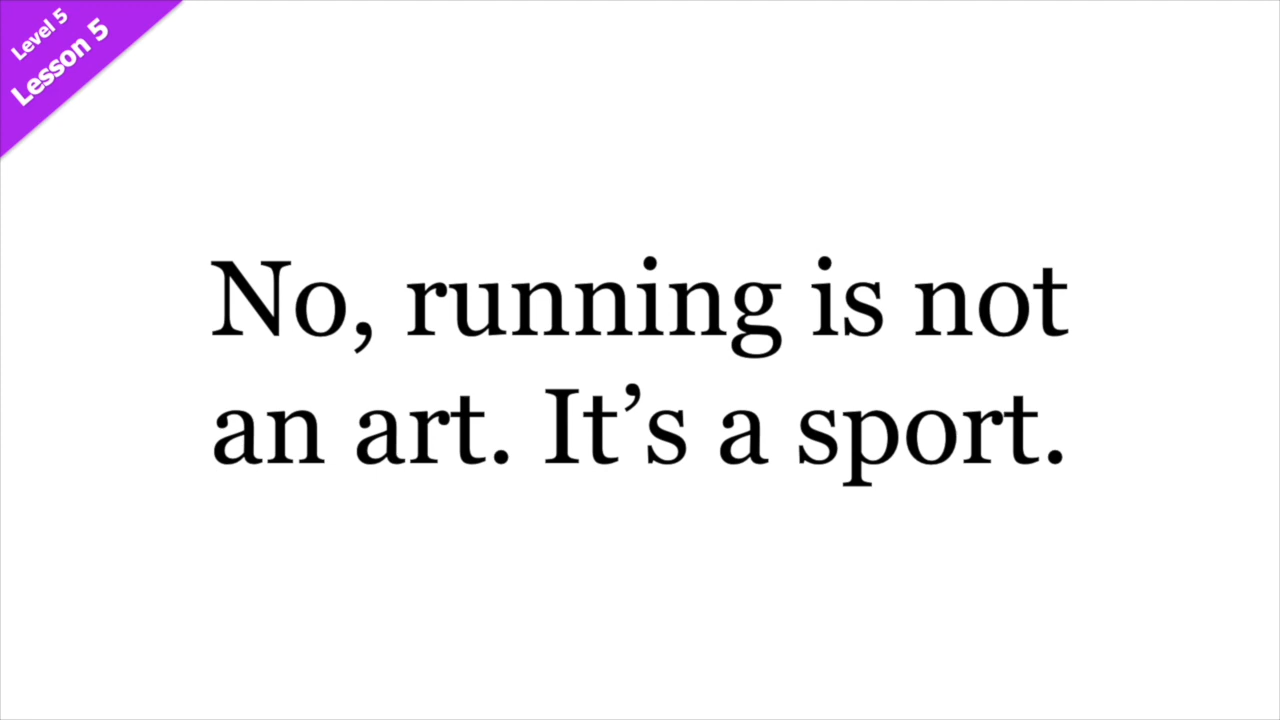 Level 5
Lesson 5
No, running is not
an art. It’s a sport.